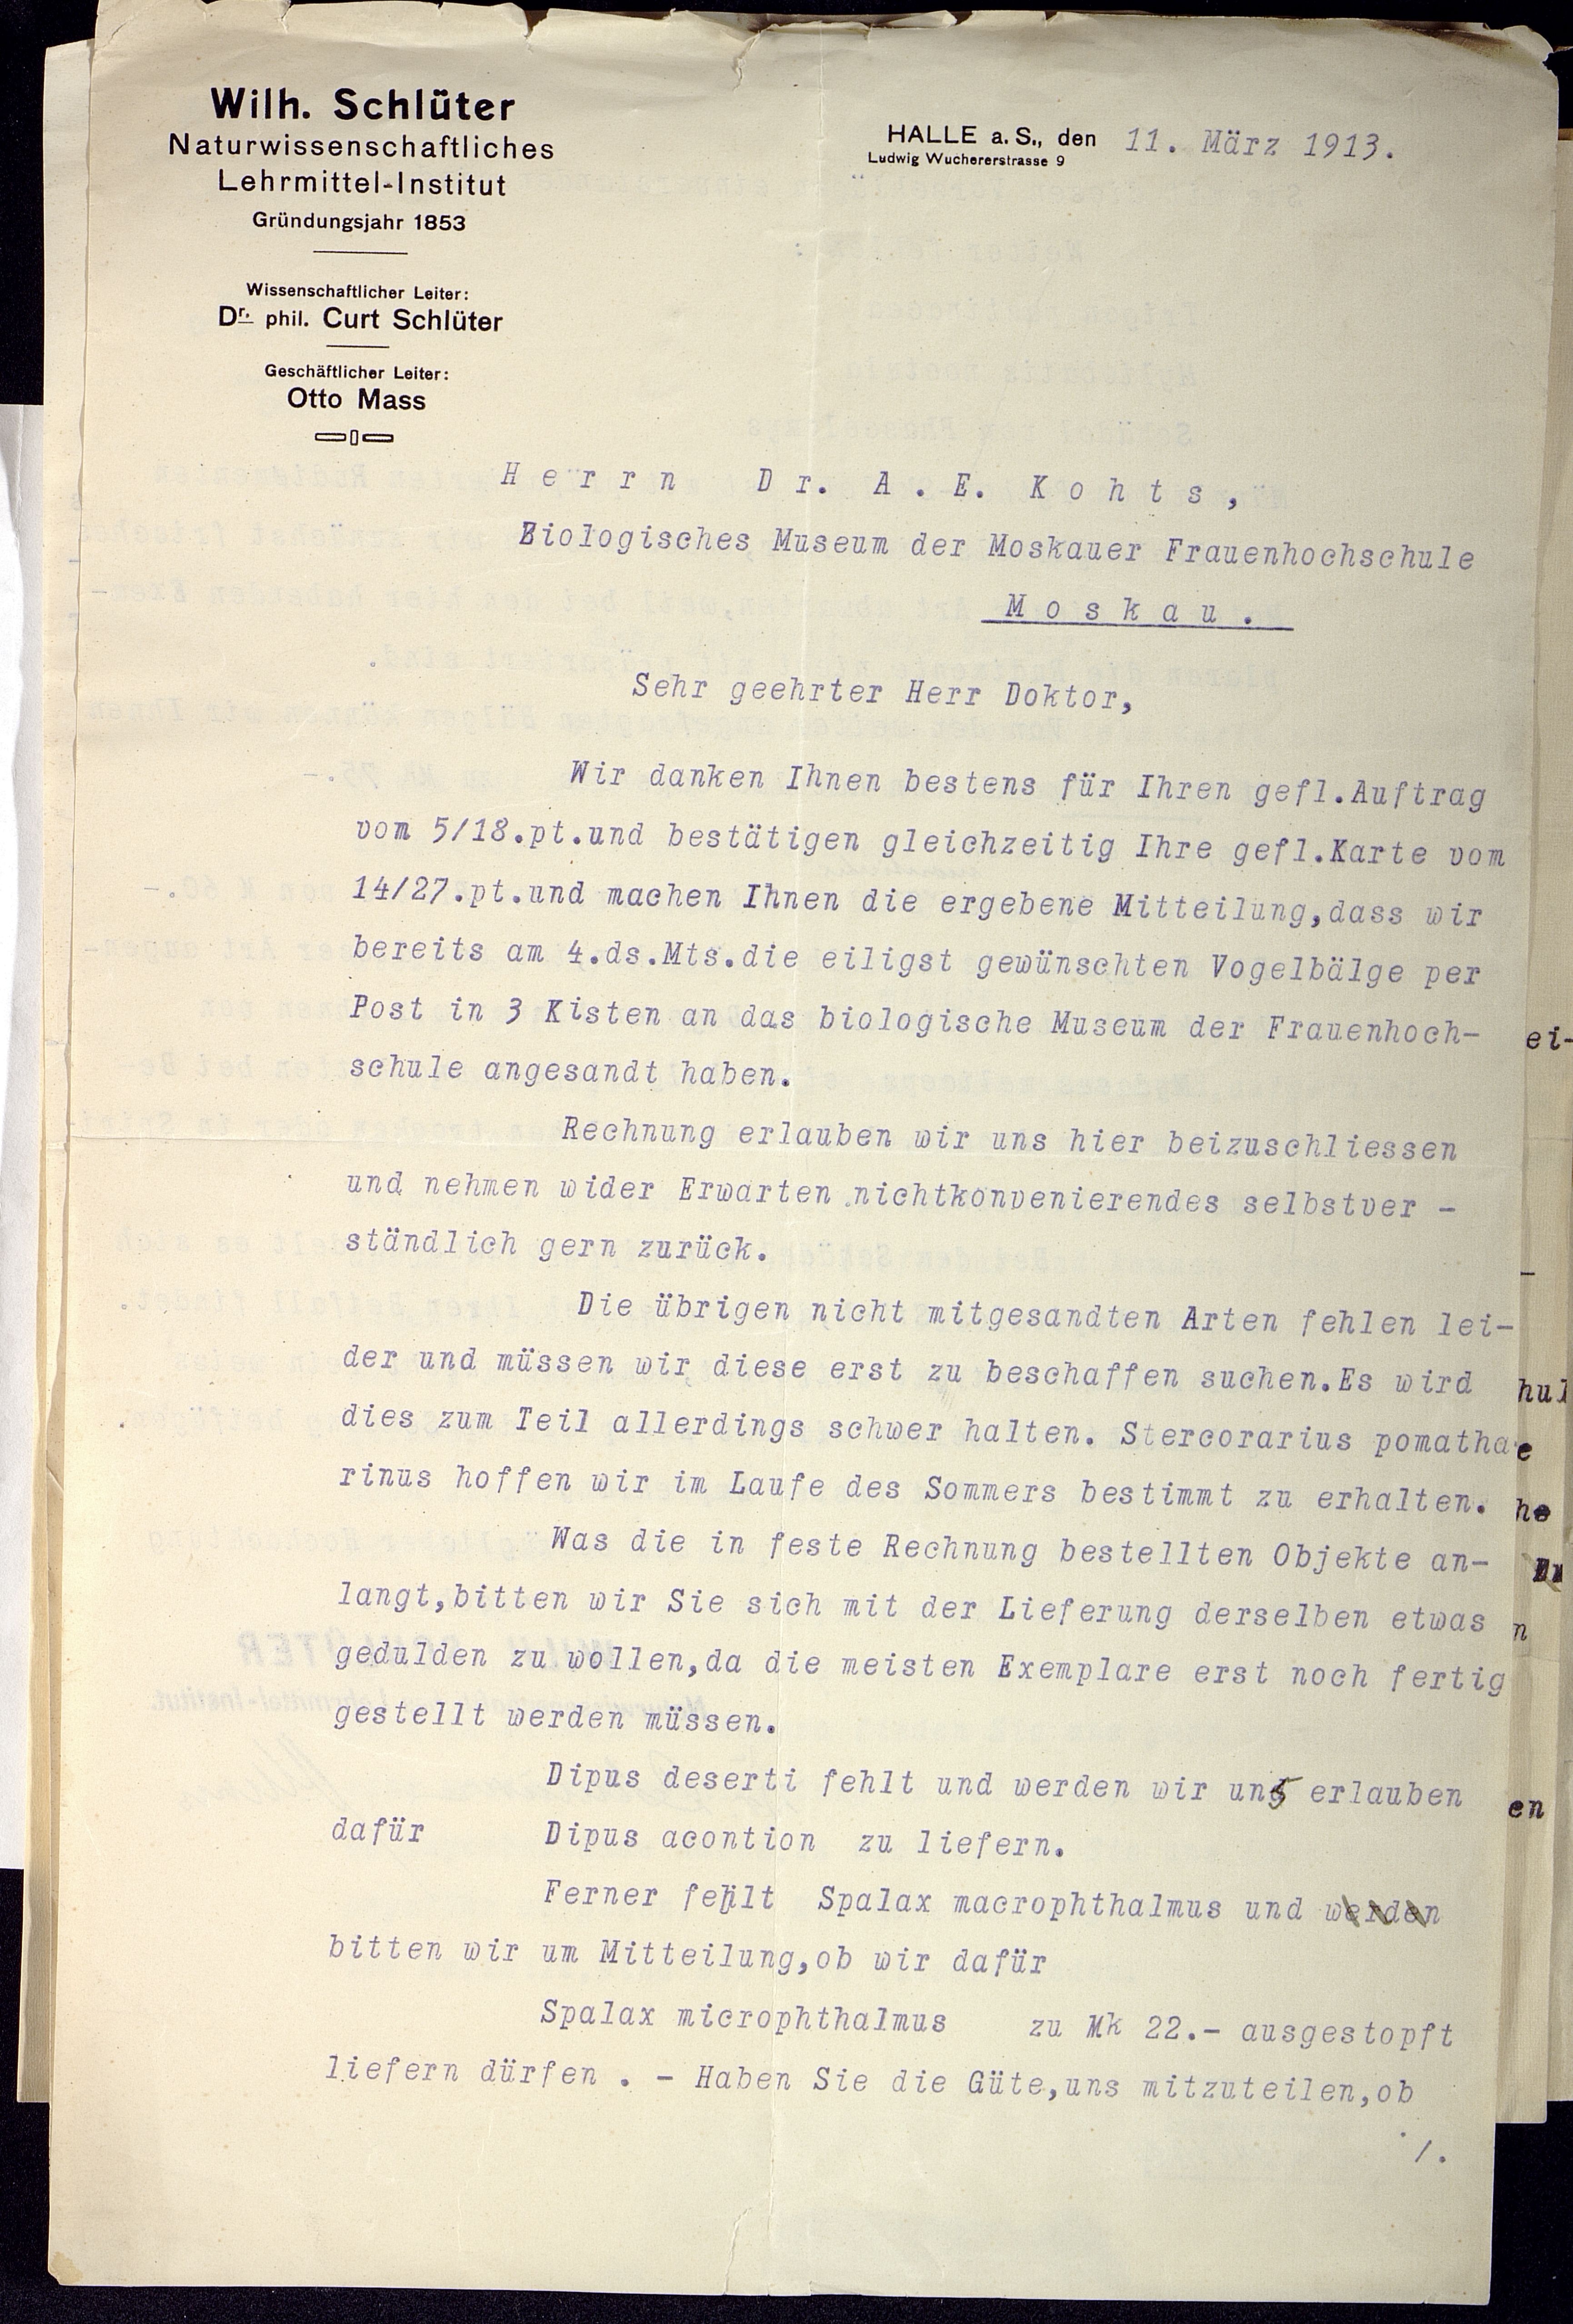 Wilh. Schlüter
Naturwissenschaftliches
Lehrmittel-Institut
Gründungsjahr 1853
Wissenschaftlicher Leiter:
Dr. phil. Curt Schlüter
Geschäftlicher Leiter:
Otto Mass
HALLE a. S., den 11. März 1913.
Ludwig Wuchererstrasse 9
Herrn Dr. A. E. Kohts,
Biologisches Museum der Moskauer Frauenhochschule
Moskau.
Sehr geehrter Herr Doktor,
Wir danken Ihnen bestens für Ihren gefl.Auftrag
vom 5/18.pt.und bestätigen gleichzeitig Ihre gefl.Karte vom
14/27.pt.und machen Ihnen die ergebene Mitteilung,dass wir
bereits am 4.ds.Mts.die eiligst gewünschten Vogelbälge per
Post in 3 Kisten an das biologische Museum der Frauenhoch-
schule angesandt haben.
Rechnung erlauben wir uns hier beizuschliessen
und nehmen wider Erwarten nichtkonvenierendes selbstver -
ständlich gern zurück.
Die übrigen nicht mitgesandten Arten fehlen lei-
der und müssen wir diese erst zu beschaffen suchen.Es wird
dies zum Teil allerdings schwer halten. Stercorarius pomatha
rinus hoffen wir im Laufe des Sommers bestimmt zu erhalten.
Was die in feste Rechnung bestellten Objekte an-
langt,bitten wir Sie sich mit der Lieferung derselben etwas
gedulden zu wollen,da die meisten Exemplare erst noch fertig
gestellt werden müssen.
Dipus deserti fehlt und werden wir uns erlauben
dafür Dipus acontion zu liefern.
Ferner fehlt Spalax macrophthalmus und werden
bitten wir um Mitteilung,ob wir dafür
Spalax microphthalmus zu Mk 22.- ausgestopft
liefern dürfen . - Haben Sie die Güte,uns mitzuteilen,ob
./.